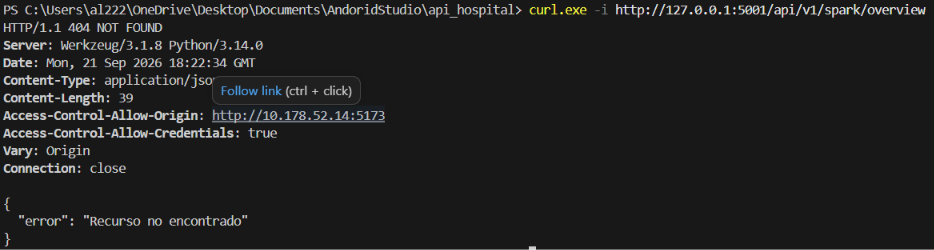 PS C:\Users\al222\OneDrive\Desktop\Documents\AndoridStudio\api_hospital> curl.exe -i http://127.0.0.1:5001/api/v1/spark/overview
HTTP/1.1 404 NOT FOUND
Server: Werkzeug/3.1.8 Python/3.14.0
Date: Mon, 21 Sep 2026 18:22:34 GMT
Content-Type: application/jso
Follow link (ctrl + click)
Content-Length: 39
Access-Control-Allow-Origin: http://10.178.52.14:5173
Access-Control-Allow-Credentials: true
Vary: Origin
Connection: close
{
"error": "Recurso no encontrado"
}